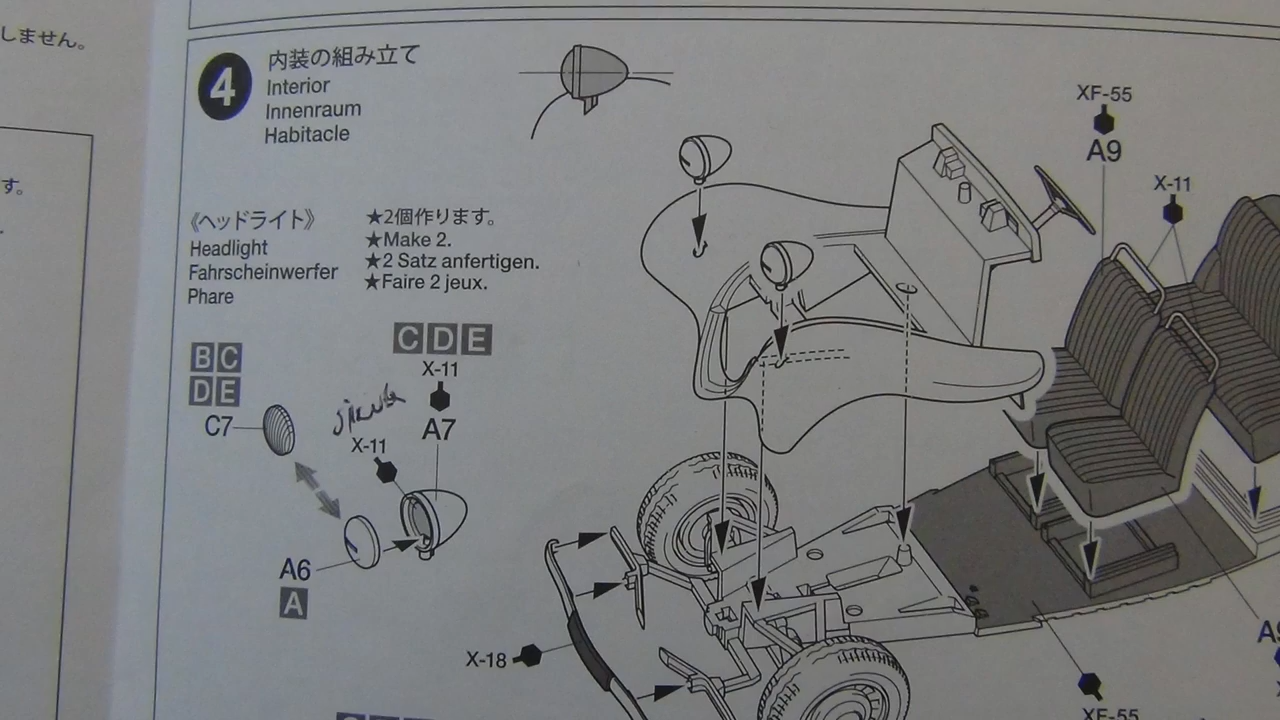 しません。
す。
4
内装の組み立て
Interior
Innenraum
Habitacle
《ヘッドライト》
Headlight
Fahrscheinwerfer
Phare
★2個作ります。
★Make 2.
★2 Satz anfertigen.
★Faire 2 jeux.
B C
D E
C7
C D E
X-11
A7
X-11
A6
A
X-18
XF-55
A9
X-11
XF-55